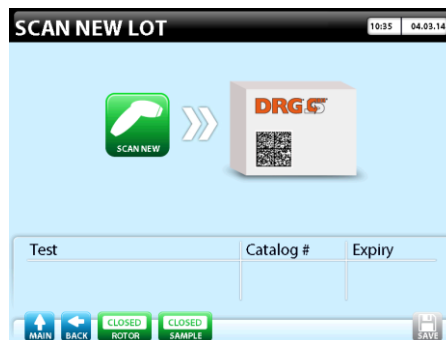 SCAN NEW LOT
10:35 04.03.14
SCAN NEW
DRG
Test Catalog # Expiry
MAIN BACK CLOSED ROTOR CLOSED SAMPLE SAVE